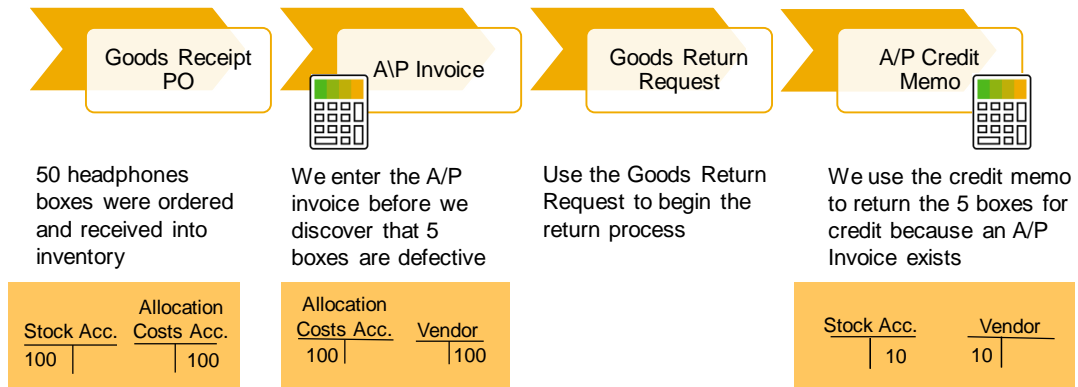 Goods Receipt
PO
A\P Invoice
Goods Return
Request
A/P Credit
Memo
50 headphones
boxes were ordered
and received into
inventory
We enter the A/P
invoice before we
discover that 5
boxes are defective
Use the Goods Return
Request to begin the
return process
We use the credit memo
to return the 5 boxes for
credit because an A/P
Invoice exists
Stock Acc.
100
Allocation
Costs Acc.
100
Allocation
Costs Acc.
100
Vendor
100
Stock Acc.
10
Vendor
10